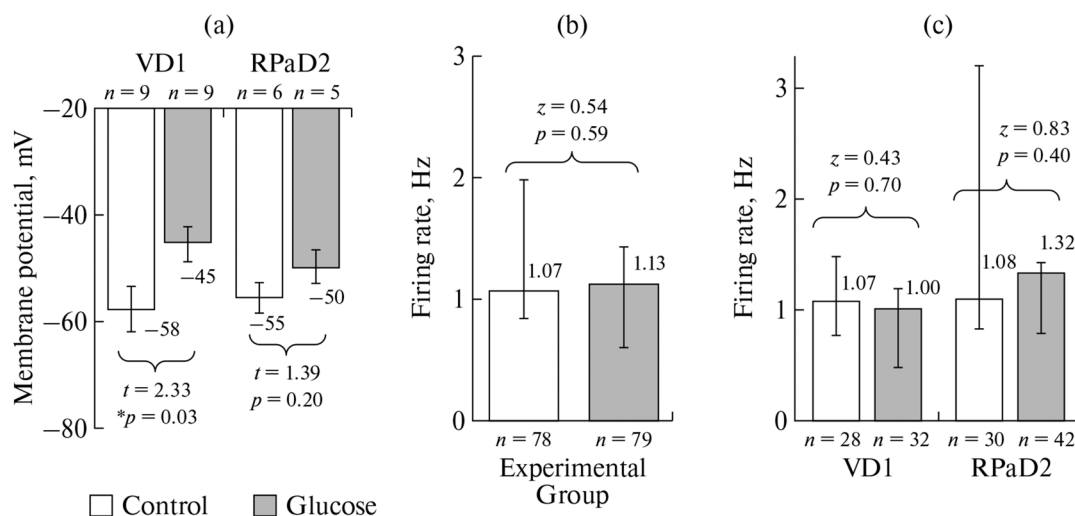 (a)
VD1 RPaD2
n = 9 n = 9 n = 6 n = 5
−20
−40
−60
−80
Membrane potential, mV
−58
−45
−55
−50
t = 2.33
*p = 0.03
t = 1.39
p = 0.20
Control Glucose
(b)
3
2
1
0
Firing rate, Hz
z = 0.54
p = 0.59
1.07
1.13
n = 78 n = 79
Experimental
Group
(c)
3
2
1
0
Firing rate, Hz
z = 0.43
p = 0.70
z = 0.83
p = 0.40
1.07
1.00
1.08
1.32
n = 28 n = 32 n = 30 n = 42
VD1 RPaD2